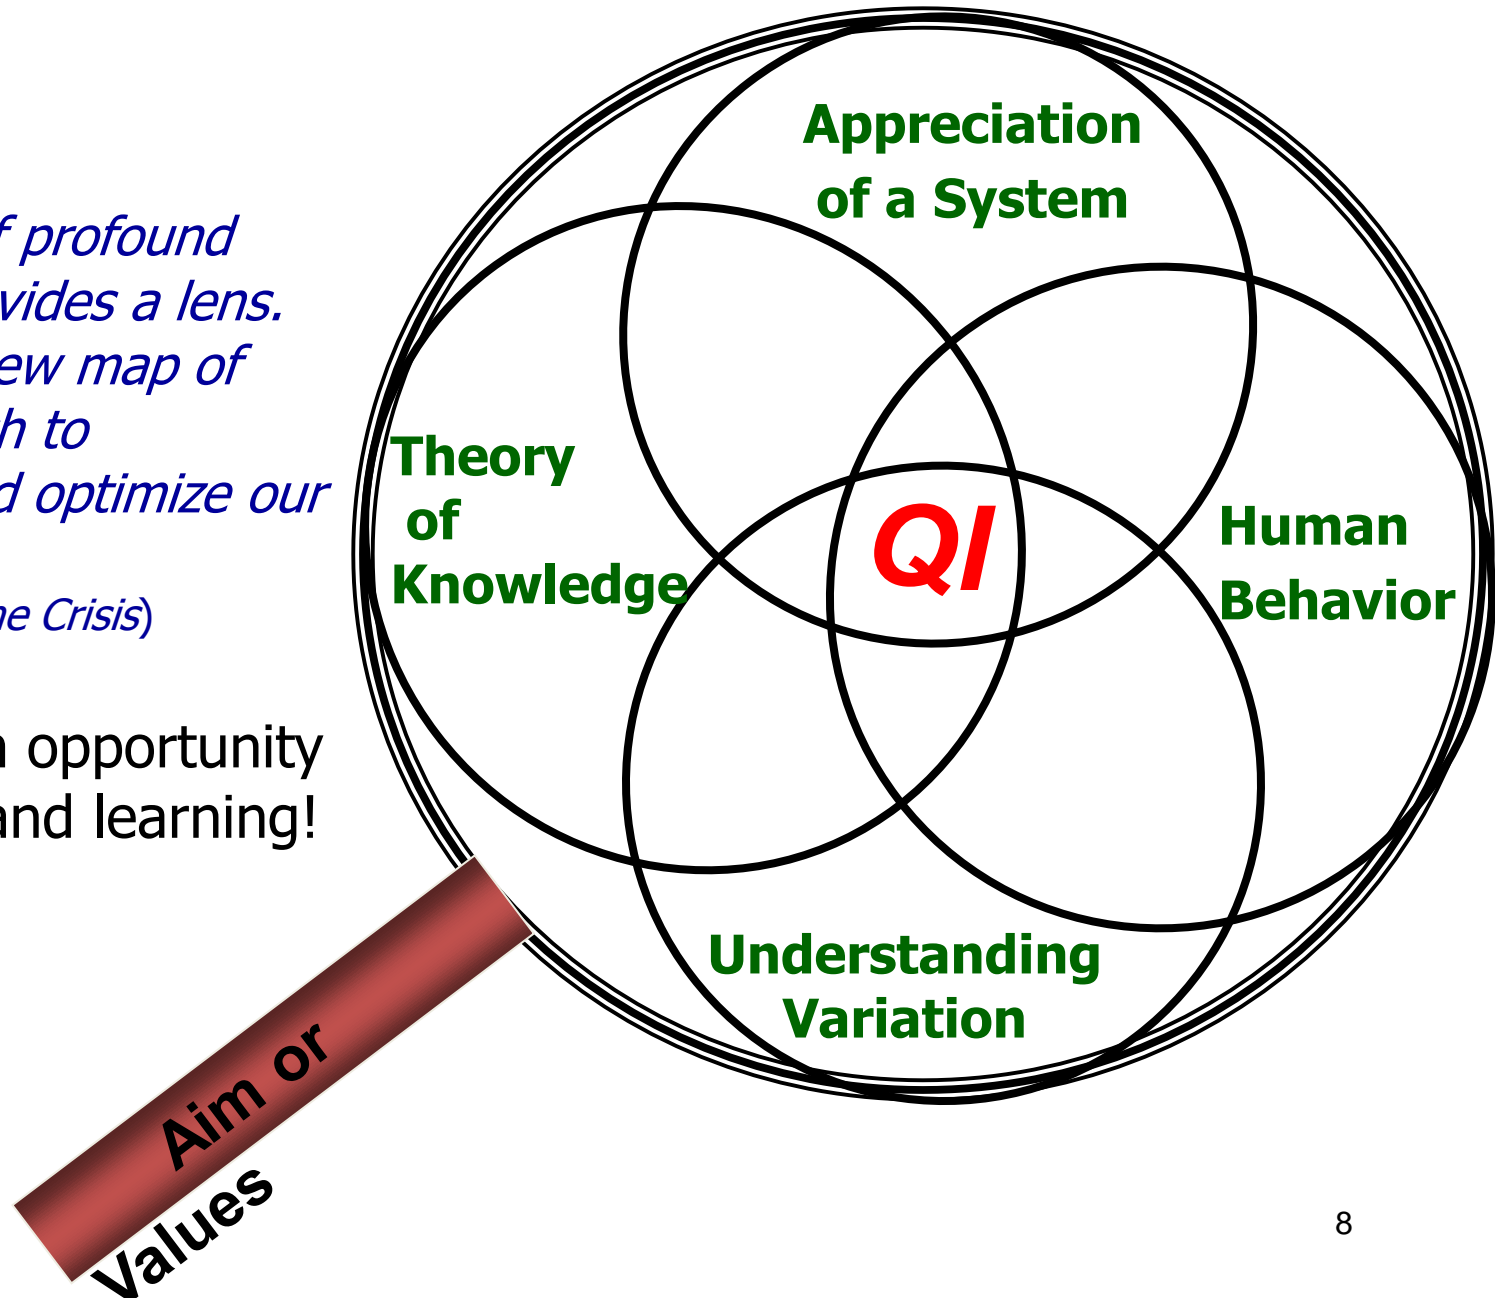 f profound
vides a lens.
ew map of
h to
d optimize our
ne Crisis)
n opportunity
and learning!
Appreciation
of a System
Theory
of
Knowledge
QI
Human
Behavior
Understanding
Variation
Aim or
Values
8